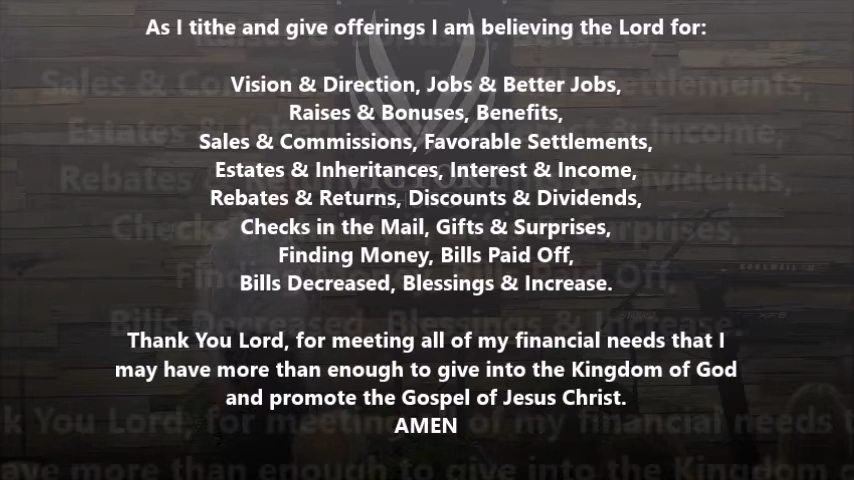 As I tithe and give offerings I am believing the Lord for:
Vision & Direction, Jobs & Better Jobs,
Raises & Bonuses, Benefits,
Sales & Commissions, Favorable Settlements,
Estates & Inheritances, Interest & Income,
Rebates & Returns, Discounts & Dividends,
Checks in the Mail, Gifts & Surprises,
Finding Money, Bills Paid Off,
Bills Decreased, Blessings & Increase.
Thank You Lord, for meeting all of my financial needs that I
may have more than enough to give into the Kingdom of God
and promote the Gospel of Jesus Christ.
AMEN